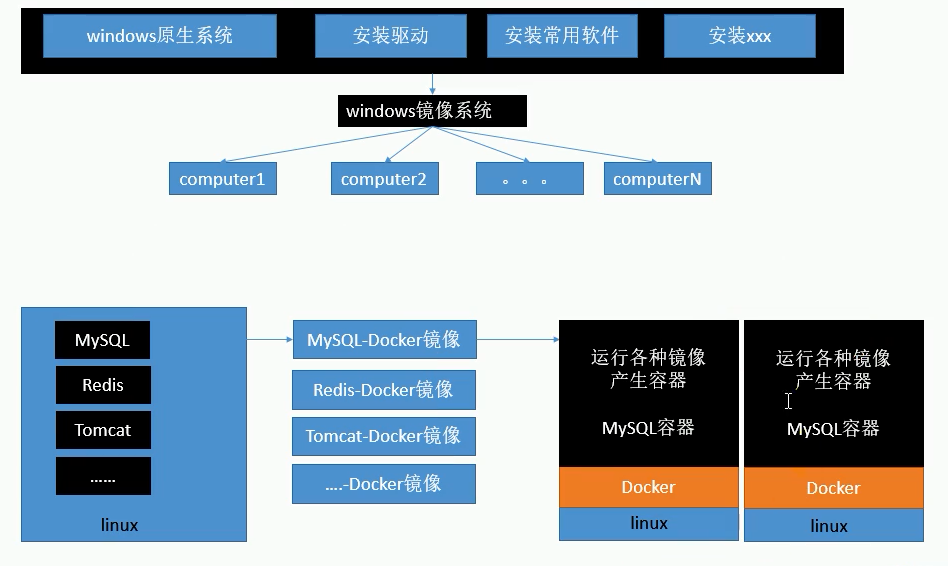 windows原生系统
安装驱动
安装常用软件
安装xxx
windows镜像系统
computer1
computer2
。。。
computerN
MySQL
Redis
Tomcat
......
linux
MySQL-Docker镜像
Redis-Docker镜像
Tomcat-Docker镜像
....-Docker镜像
运行各种镜像
产生容器
MySQL容器
Docker
linux
运行各种镜像
产生容器
MySQL容器
Docker
linux